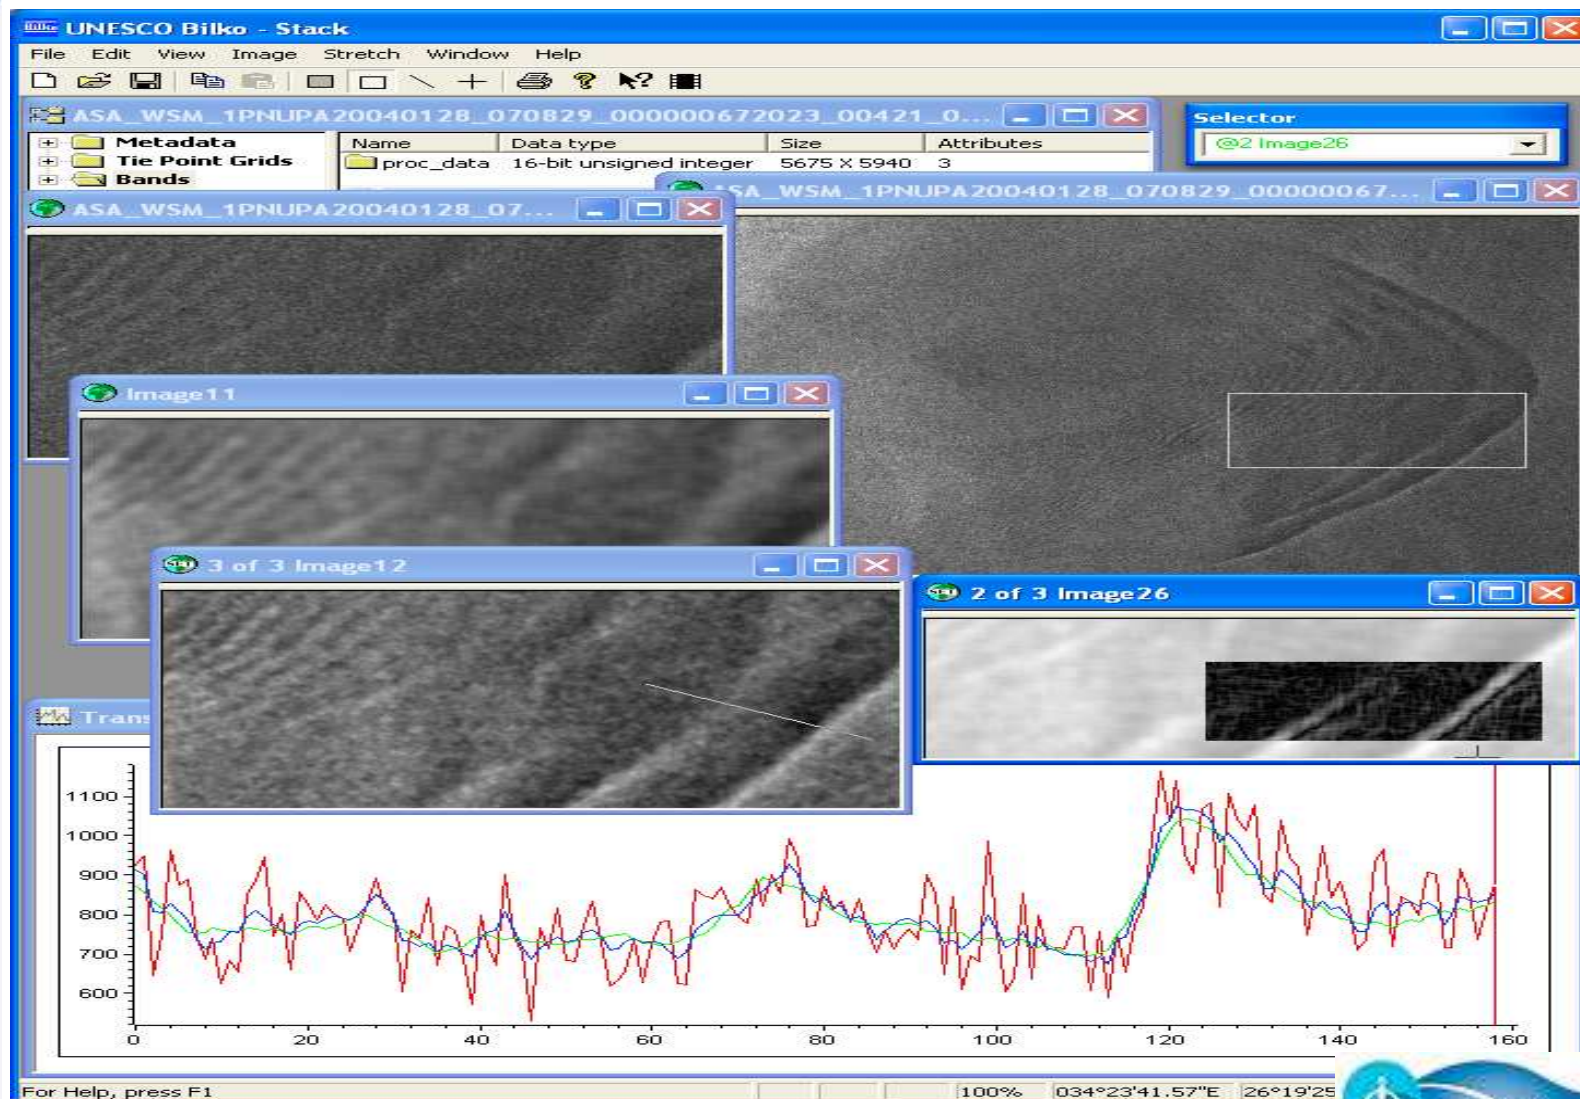 UNESCO Bilko - Stack
File Edit View Image Stretch Window Help
ASA_WSM_1PNUPA20040128_070829_000000672023_00421_0...
Selector
@2 Image26
Metadata
Tie Point Grids
Bands
Name Data type Size Attributes
proc_data 16-bit unsigned integer 5675 X 5940 3
ASA_WSM_1PNUPA20040128_070829_00000067...
ASA_WSM_1PNUPA20040128_07...
Image11
3 of 3 Image12
2 of 3 Image26
Trans
1100
1000
900
800
700
600
0 20 40 60 80 100 120 140 160
For Help, press F1
100% 034°23'41.57"E 26°19'25